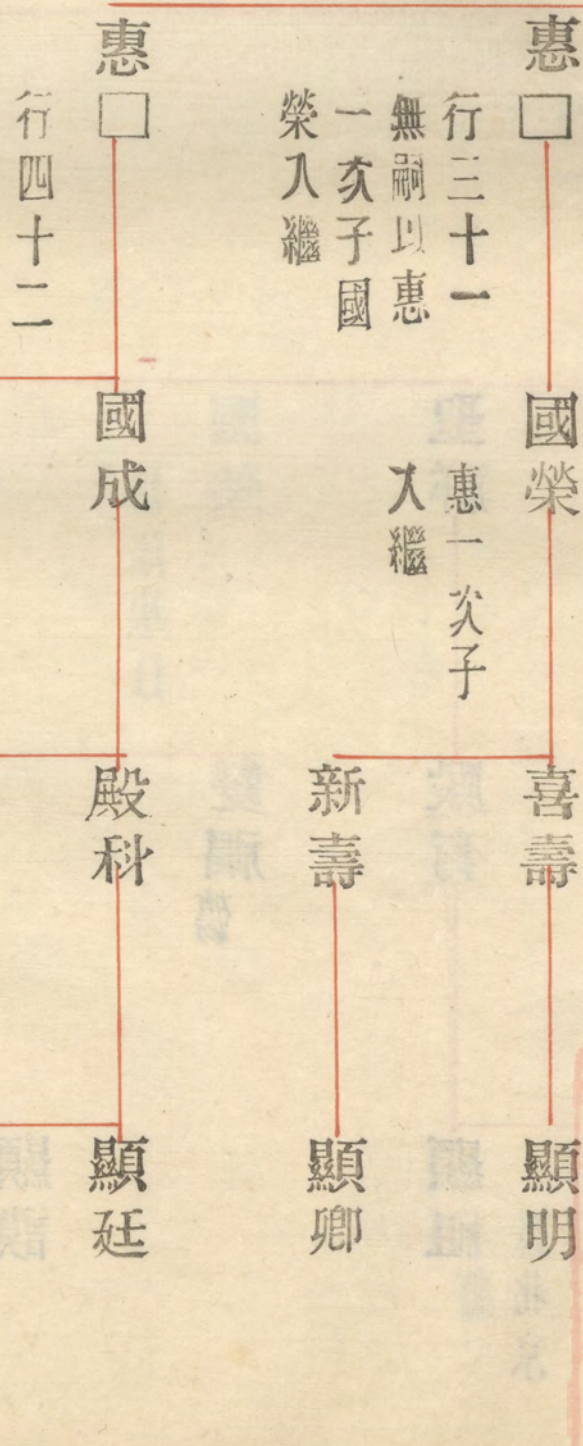 惠□
行三十一
無嗣以惠
一次子國
榮入繼
國榮
惠一次子
入繼
喜壽
顯明
新壽
顯卿
惠□
行四十二
國成
殿科
顯廷